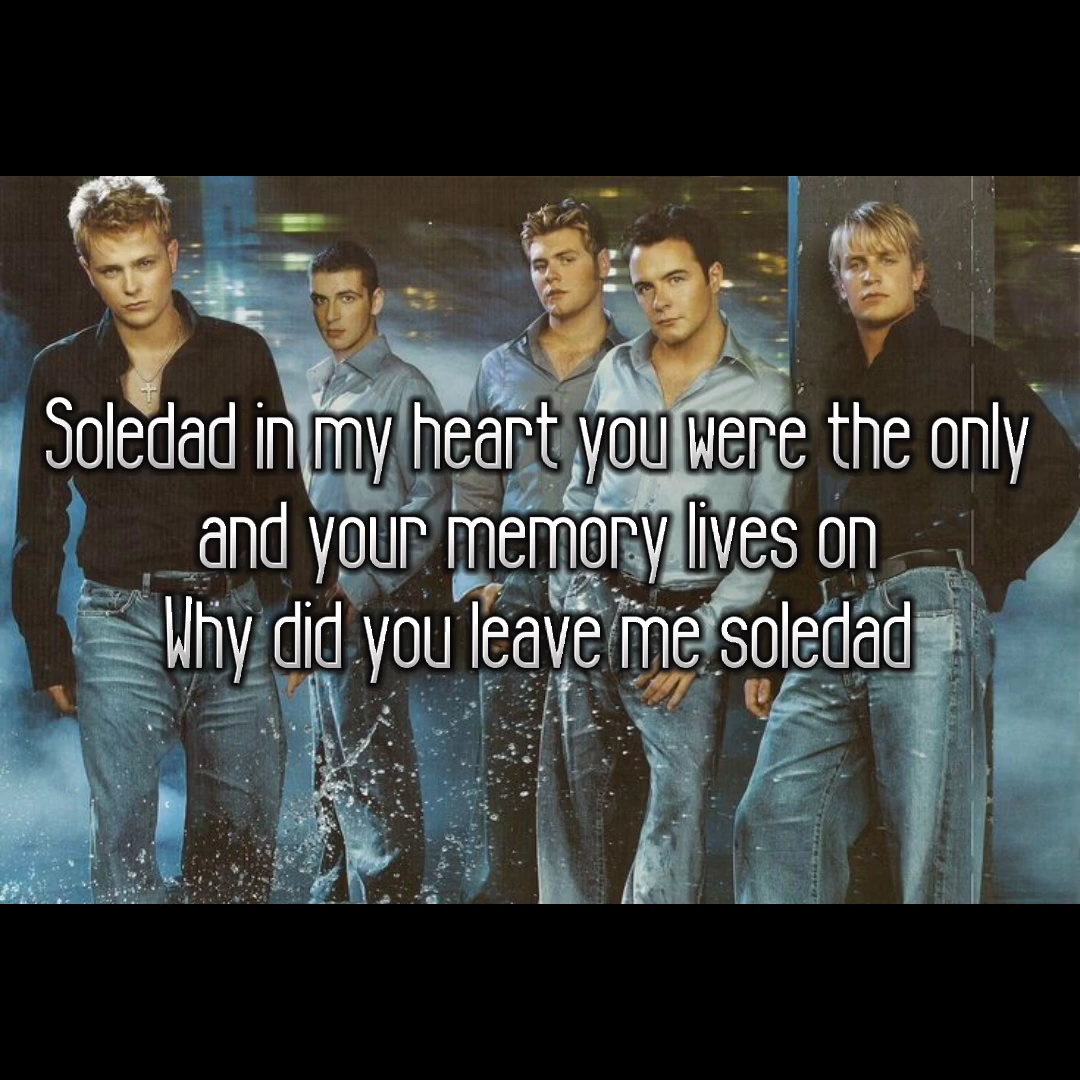 Soledad in my heart you were the only
and your memory lives on
Why did you leave me soledad